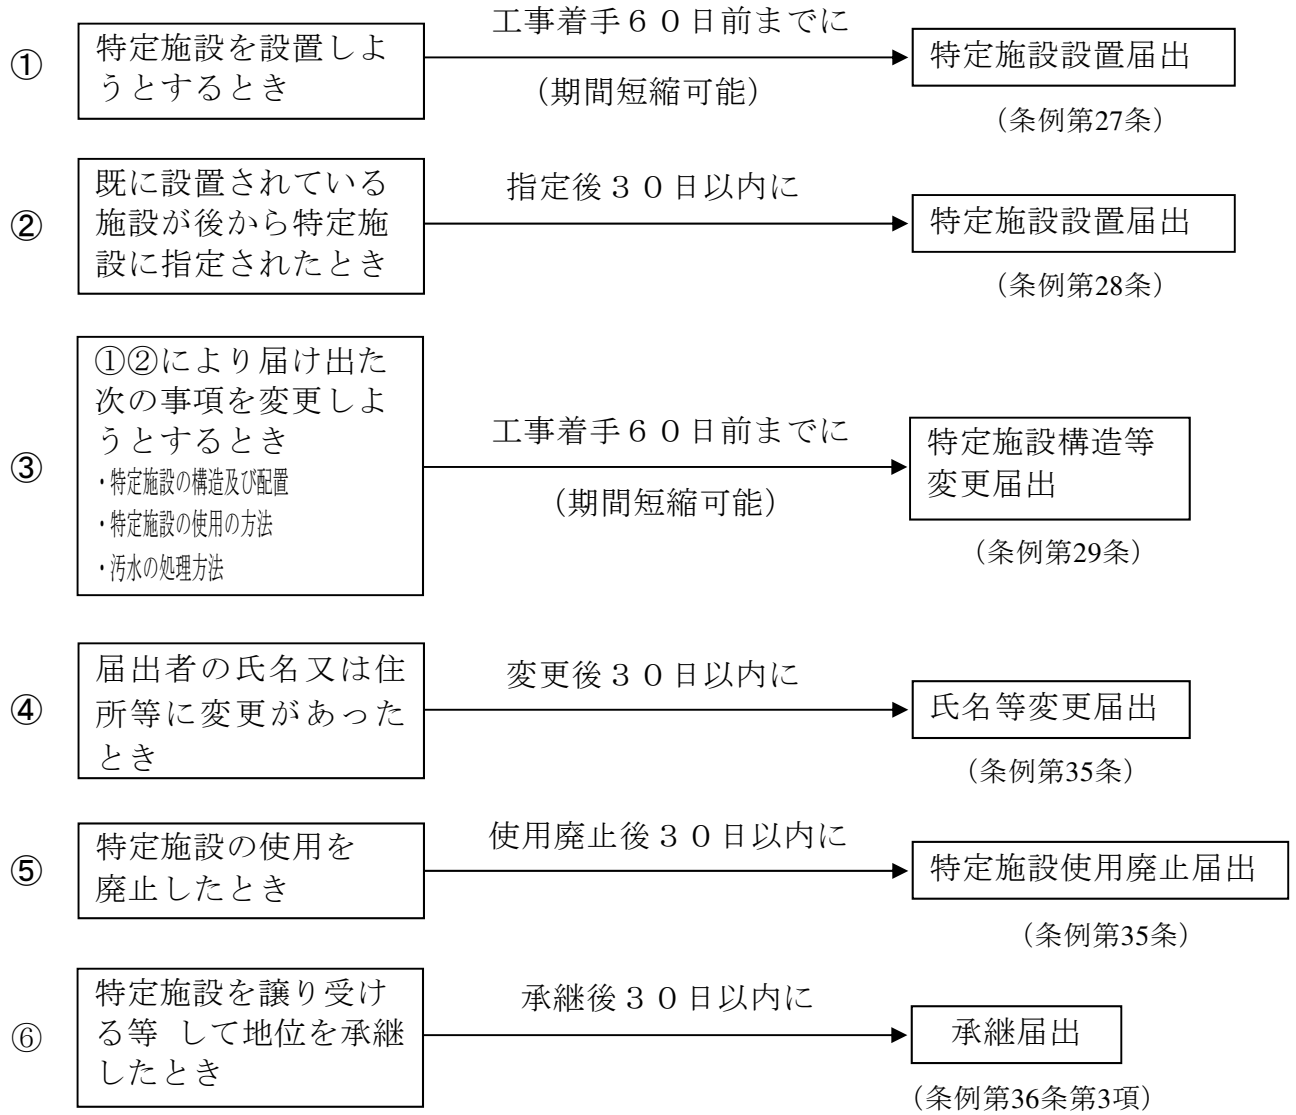 ①
特定施設を設置しよ
うとするとき
工事着手６０日前までに
（期間短縮可能）
特定施設設置届出
（条例第27条）
②
既に設置されている
施設が後から特定施
設に指定されたとき
指定後３０日以内に
特定施設設置届出
（条例第28条）
③
①②により届け出た
次の事項を変更しよ
うとするとき
・特定施設の構造及び配置
・特定施設の使用の方法
・汚水の処理方法
工事着手６０日前までに
（期間短縮可能）
特定施設構造等
変更届出
（条例第29条）
④
届出者の氏名又は住
所等に変更があった
とき
変更後３０日以内に
氏名等変更届出
（条例第35条）
⑤
特定施設の使用を
廃止したとき
使用廃止後３０日以内に
特定施設使用廃止届出
（条例第35条）
⑥
特定施設を譲り受け
る等 して地位を承継
したとき
承継後３０日以内に
承継届出
（条例第36条第3項）